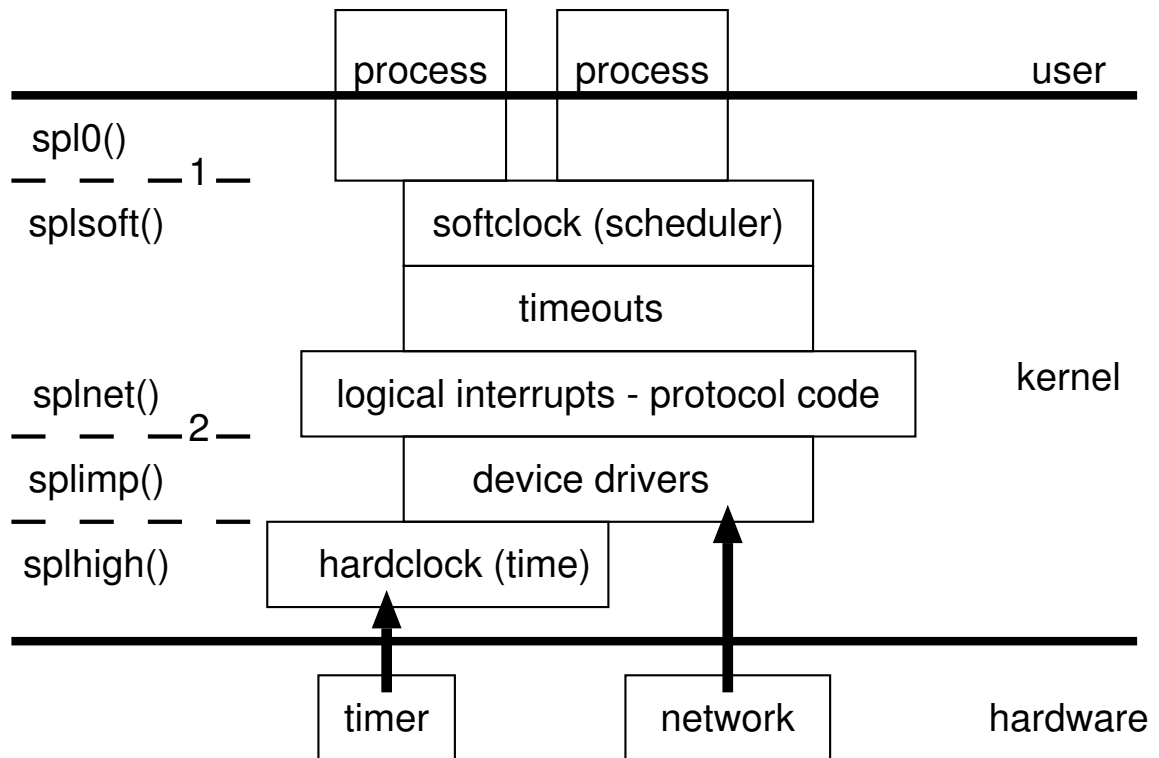 process process user
spl0()
1
splsoft() softclock (scheduler)
timeouts
kernel
splnet() logical interrupts - protocol code
2
splimp() device drivers
splhigh() hardclock (time)
timer network hardware